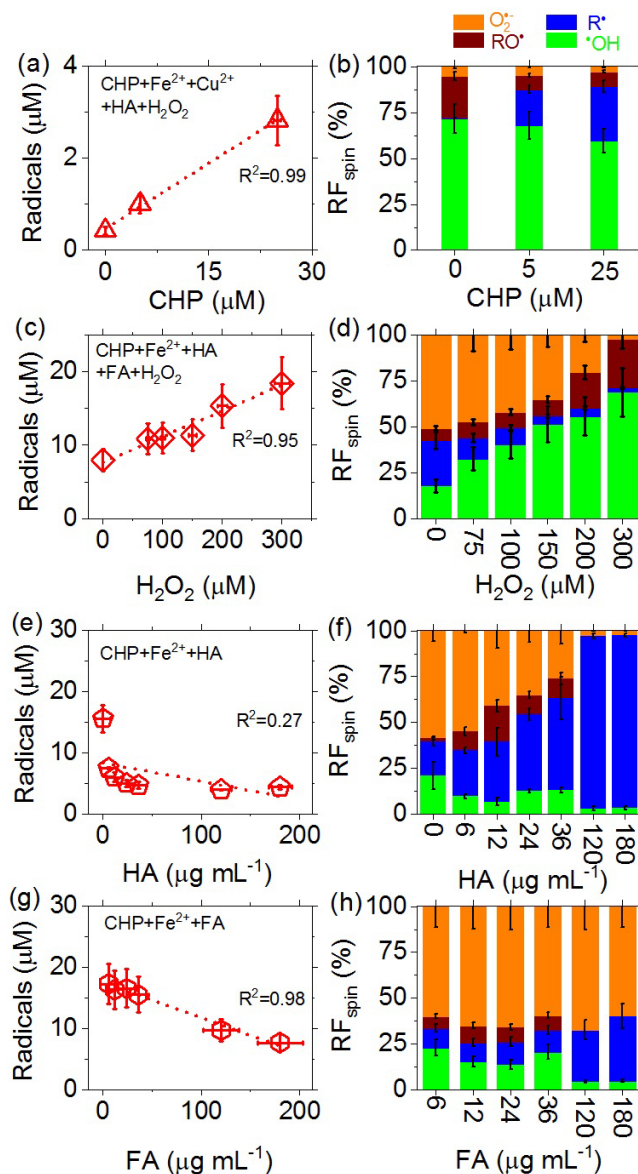 O₂•⁻ R•
RO• •OH
(a) (b)
4 2 0
Radicals (μM)
CHP+Fe²⁺+Cu²⁺
+HA+H₂O₂
R²=0.99
0 15 30
CHP (μM)
100 75 50 25 0
RFspin (%)
0 5 25
CHP (μM)
(c) (d)
20 10 0
Radicals (μM)
CHP+Fe²⁺+HA
+FA+H₂O₂
R²=0.95
0 100 200 300
H₂O₂ (μM)
100 75 50 25 0
RFspin (%)
0 75 100 150 200 300
H₂O₂ (μM)
(e) (f)
30 20 10 0
Radicals (μM)
CHP+Fe²⁺+HA
R²=0.27
0 100 200
HA (μg mL⁻¹)
100 75 50 25 0
RFspin (%)
0 6 12 24 36 120 180
HA (μg mL⁻¹)
(g) (h)
30 20 10 0
Radicals (μM)
CHP+Fe²⁺+FA
R²=0.98
0 100 200
FA (μg mL⁻¹)
100 75 50 25 0
RFspin (%)
6 12 24 36 120 180
FA (μg mL⁻¹)